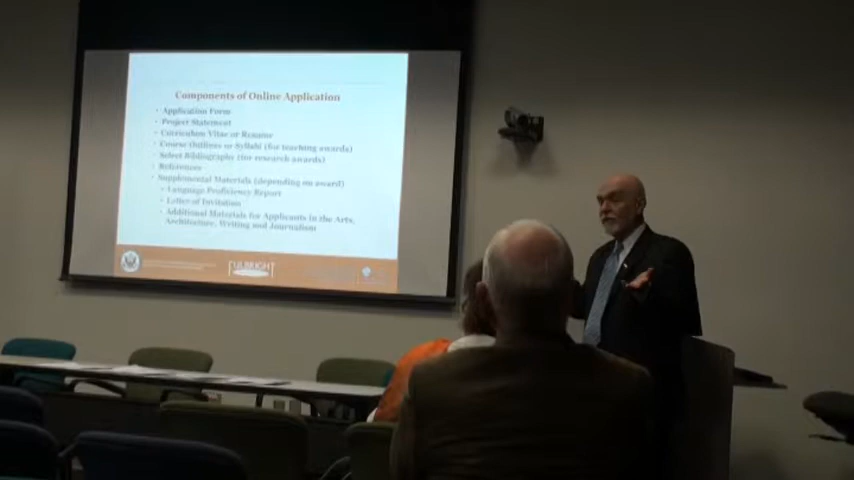 Components of Online Application
· Application Form
· Project Statement
· Curriculum Vitae or Resume
· Course Outlines or Syllabi (for teaching awards)
· Select Bibliography (for research awards)
· References
· Supplemental Materials (depending on award)
· Language Proficiency Report
· Letter of Invitation
· Additional Materials for Applicants in the Arts,
Architecture, Writing and Journalism
FULBRIGHT